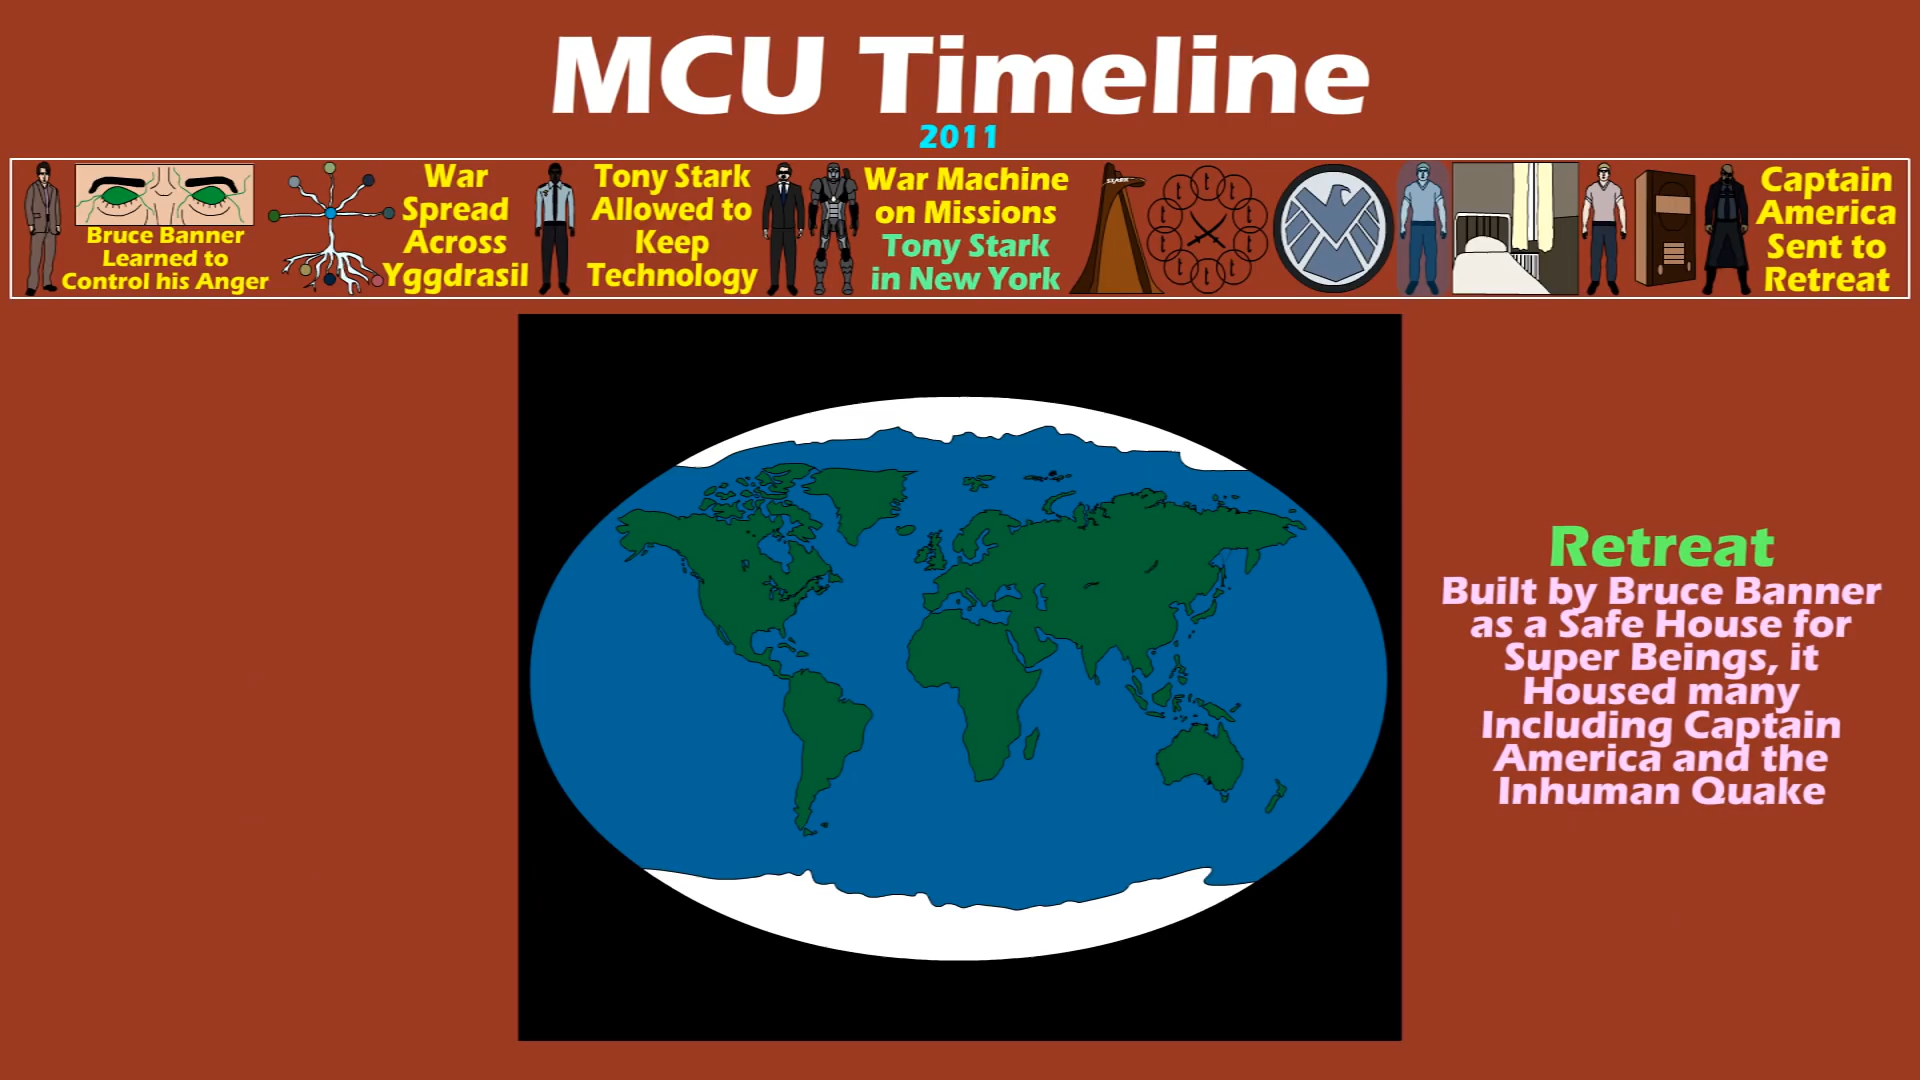 MCU Timeline
2011
Bruce Banner
Learned to
Control his Anger
War
Spread
Across
Yggdrasil
Tony Stark
Allowed to
Keep
Technology
War Machine
on Missions
Tony Stark
in New York
STARK
Captain
America
Sent to
Retreat
Retreat
Built by Bruce Banner
as a Safe House for
Super Beings, it
Housed many
Including Captain
America and the
Inhuman Quake